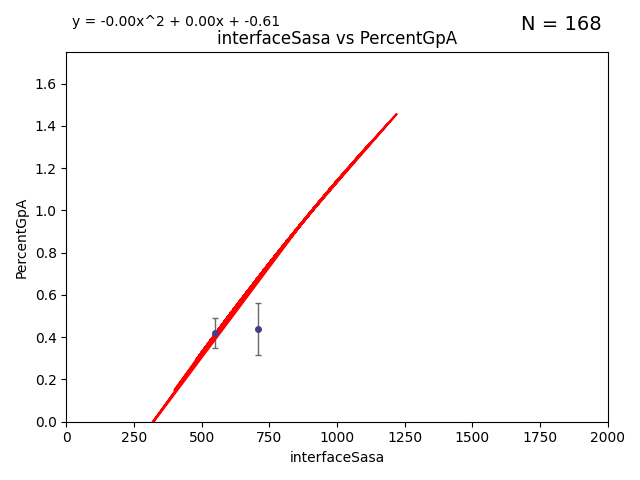 y = -0.00x^2 + 0.00x + -0.61
N = 168
interfaceSasa vs PercentGpA
PercentGpA
1.6
1.4
1.2
1.0
0.8
0.6
0.4
0.2
0.0
0 250 500 750 1000 1250 1500 1750 2000
interfaceSasa